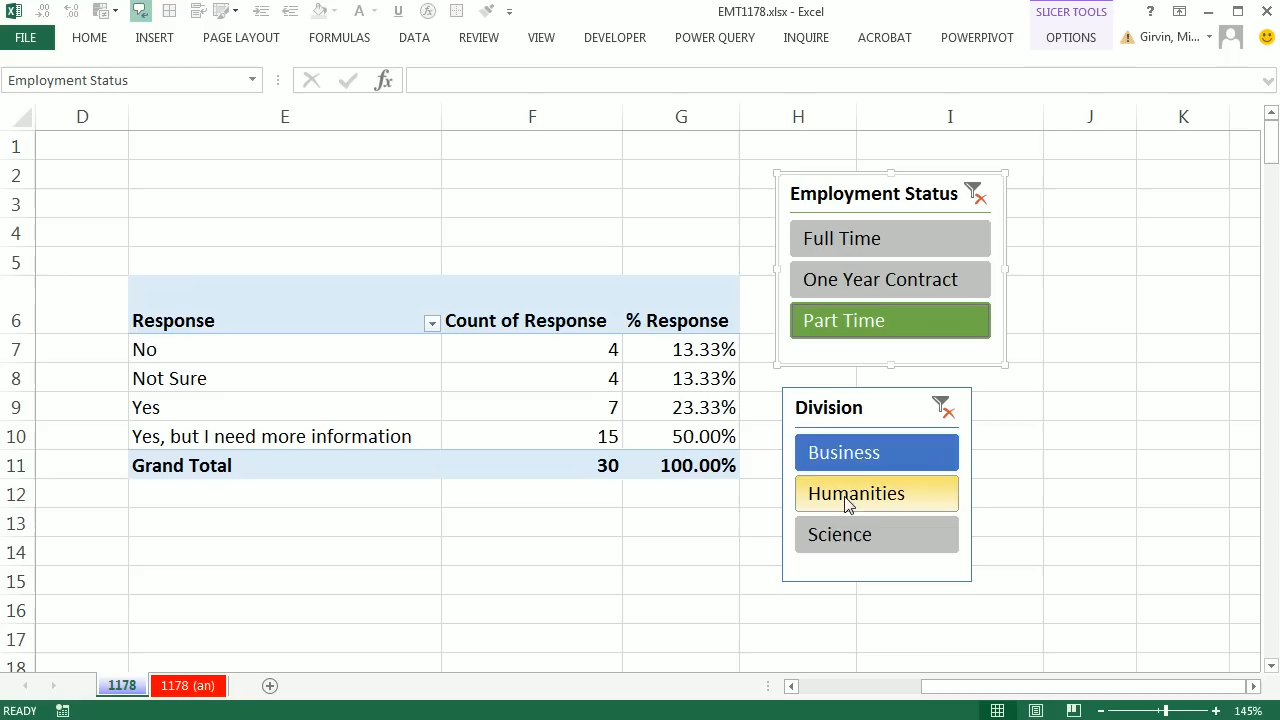 EMT1178.xlsx - Excel
SLICER TOOLS
FILE HOME INSERT PAGE LAYOUT FORMULAS DATA REVIEW VIEW DEVELOPER POWER QUERY INQUIRE ACROBAT POWERPIVOT OPTIONS Girvin, Mi...
Employment Status fx
D E F G H I J K
1
2
Employment Status
3
4
Full Time
5
One Year Contract
6 Response Count of Response % Response
Part Time
7 No 4 13.33%
8 Not Sure 4 13.33%
9 Yes 7 23.33%
Division
10 Yes, but I need more information 15 50.00%
Business
11 Grand Total 30 100.00%
12
Humanities
13
14
Science
15
16
17
18
1178 1178 (an)
READY 145%